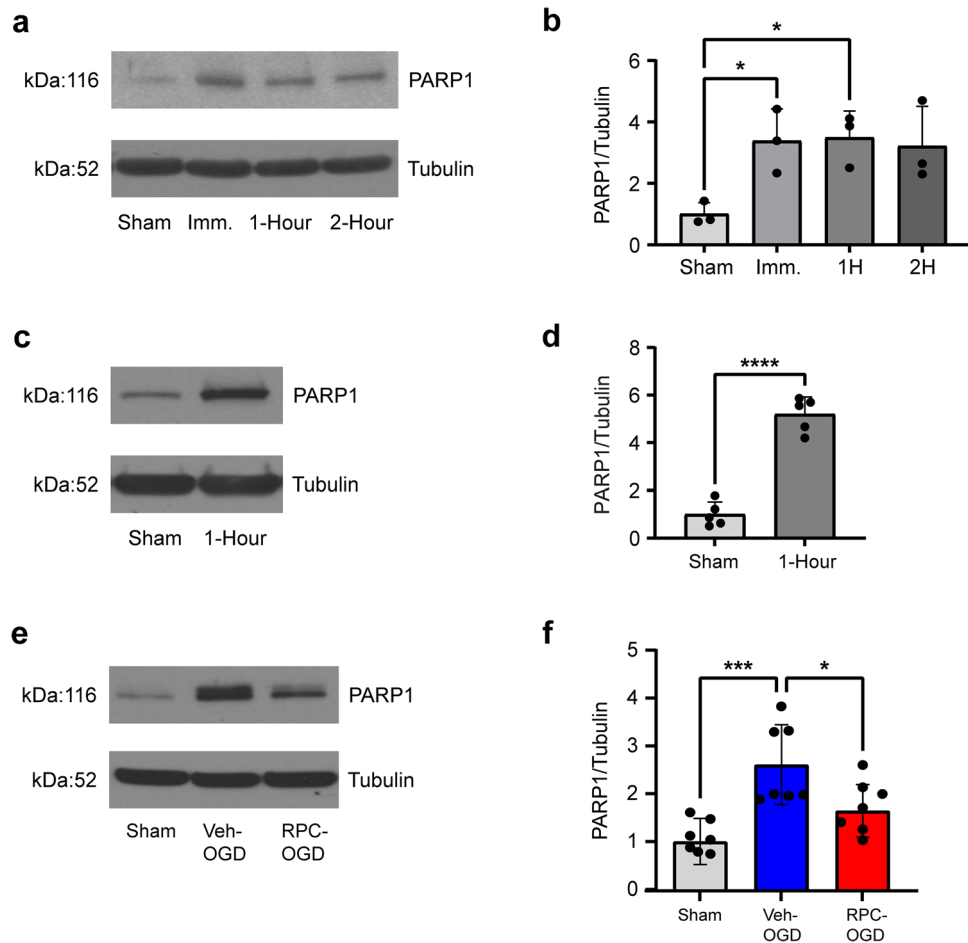 a
kDa:116 PARP1
kDa:52 Tubulin
Sham Imm. 1-Hour 2-Hour
b
PARP1/Tubulin
6
4
2
0
* *
Sham Imm. 1H 2H
c
kDa:116 PARP1
kDa:52 Tubulin
Sham 1-Hour
d
PARP1/Tubulin
8
6
4
2
0
****
Sham 1-Hour
e
kDa:116 PARP1
kDa:52 Tubulin
Sham Veh- RPC-
OGD OGD
f
PARP1/Tubulin
5
4
3
2
1
0
*** *
Sham Veh- RPC-
OGD OGD